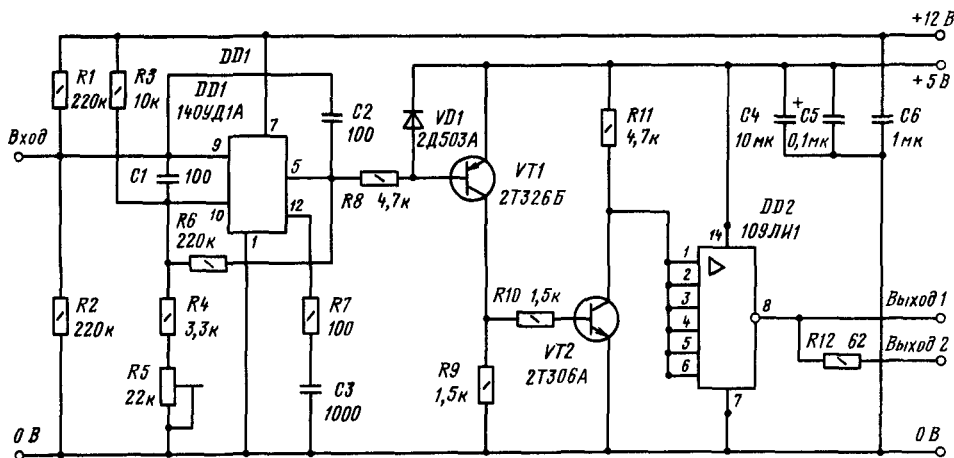 +12 В
DD1
R1
220к
R3
10к
DD1
140УД1А
7
+5 В
C2
100
VD1
2Д503А
R11
4,7к
C4
10 мк
+
C5
0,1мк
C6
1 мк
Вход
9
C1
100
5
R8
4,7к
VT1
2Т326Б
DD2
109ЛИ1
10
12
1
R6
220к
14
1
2
3
4
5
6
8
Выход 1
R2
220к
R4
3,3к
R7
100
R10 1,5к
VT2
2Т306А
R12 62
Выход 2
R5
22к
C3
1000
R9
1,5к
7
0 В
0 В